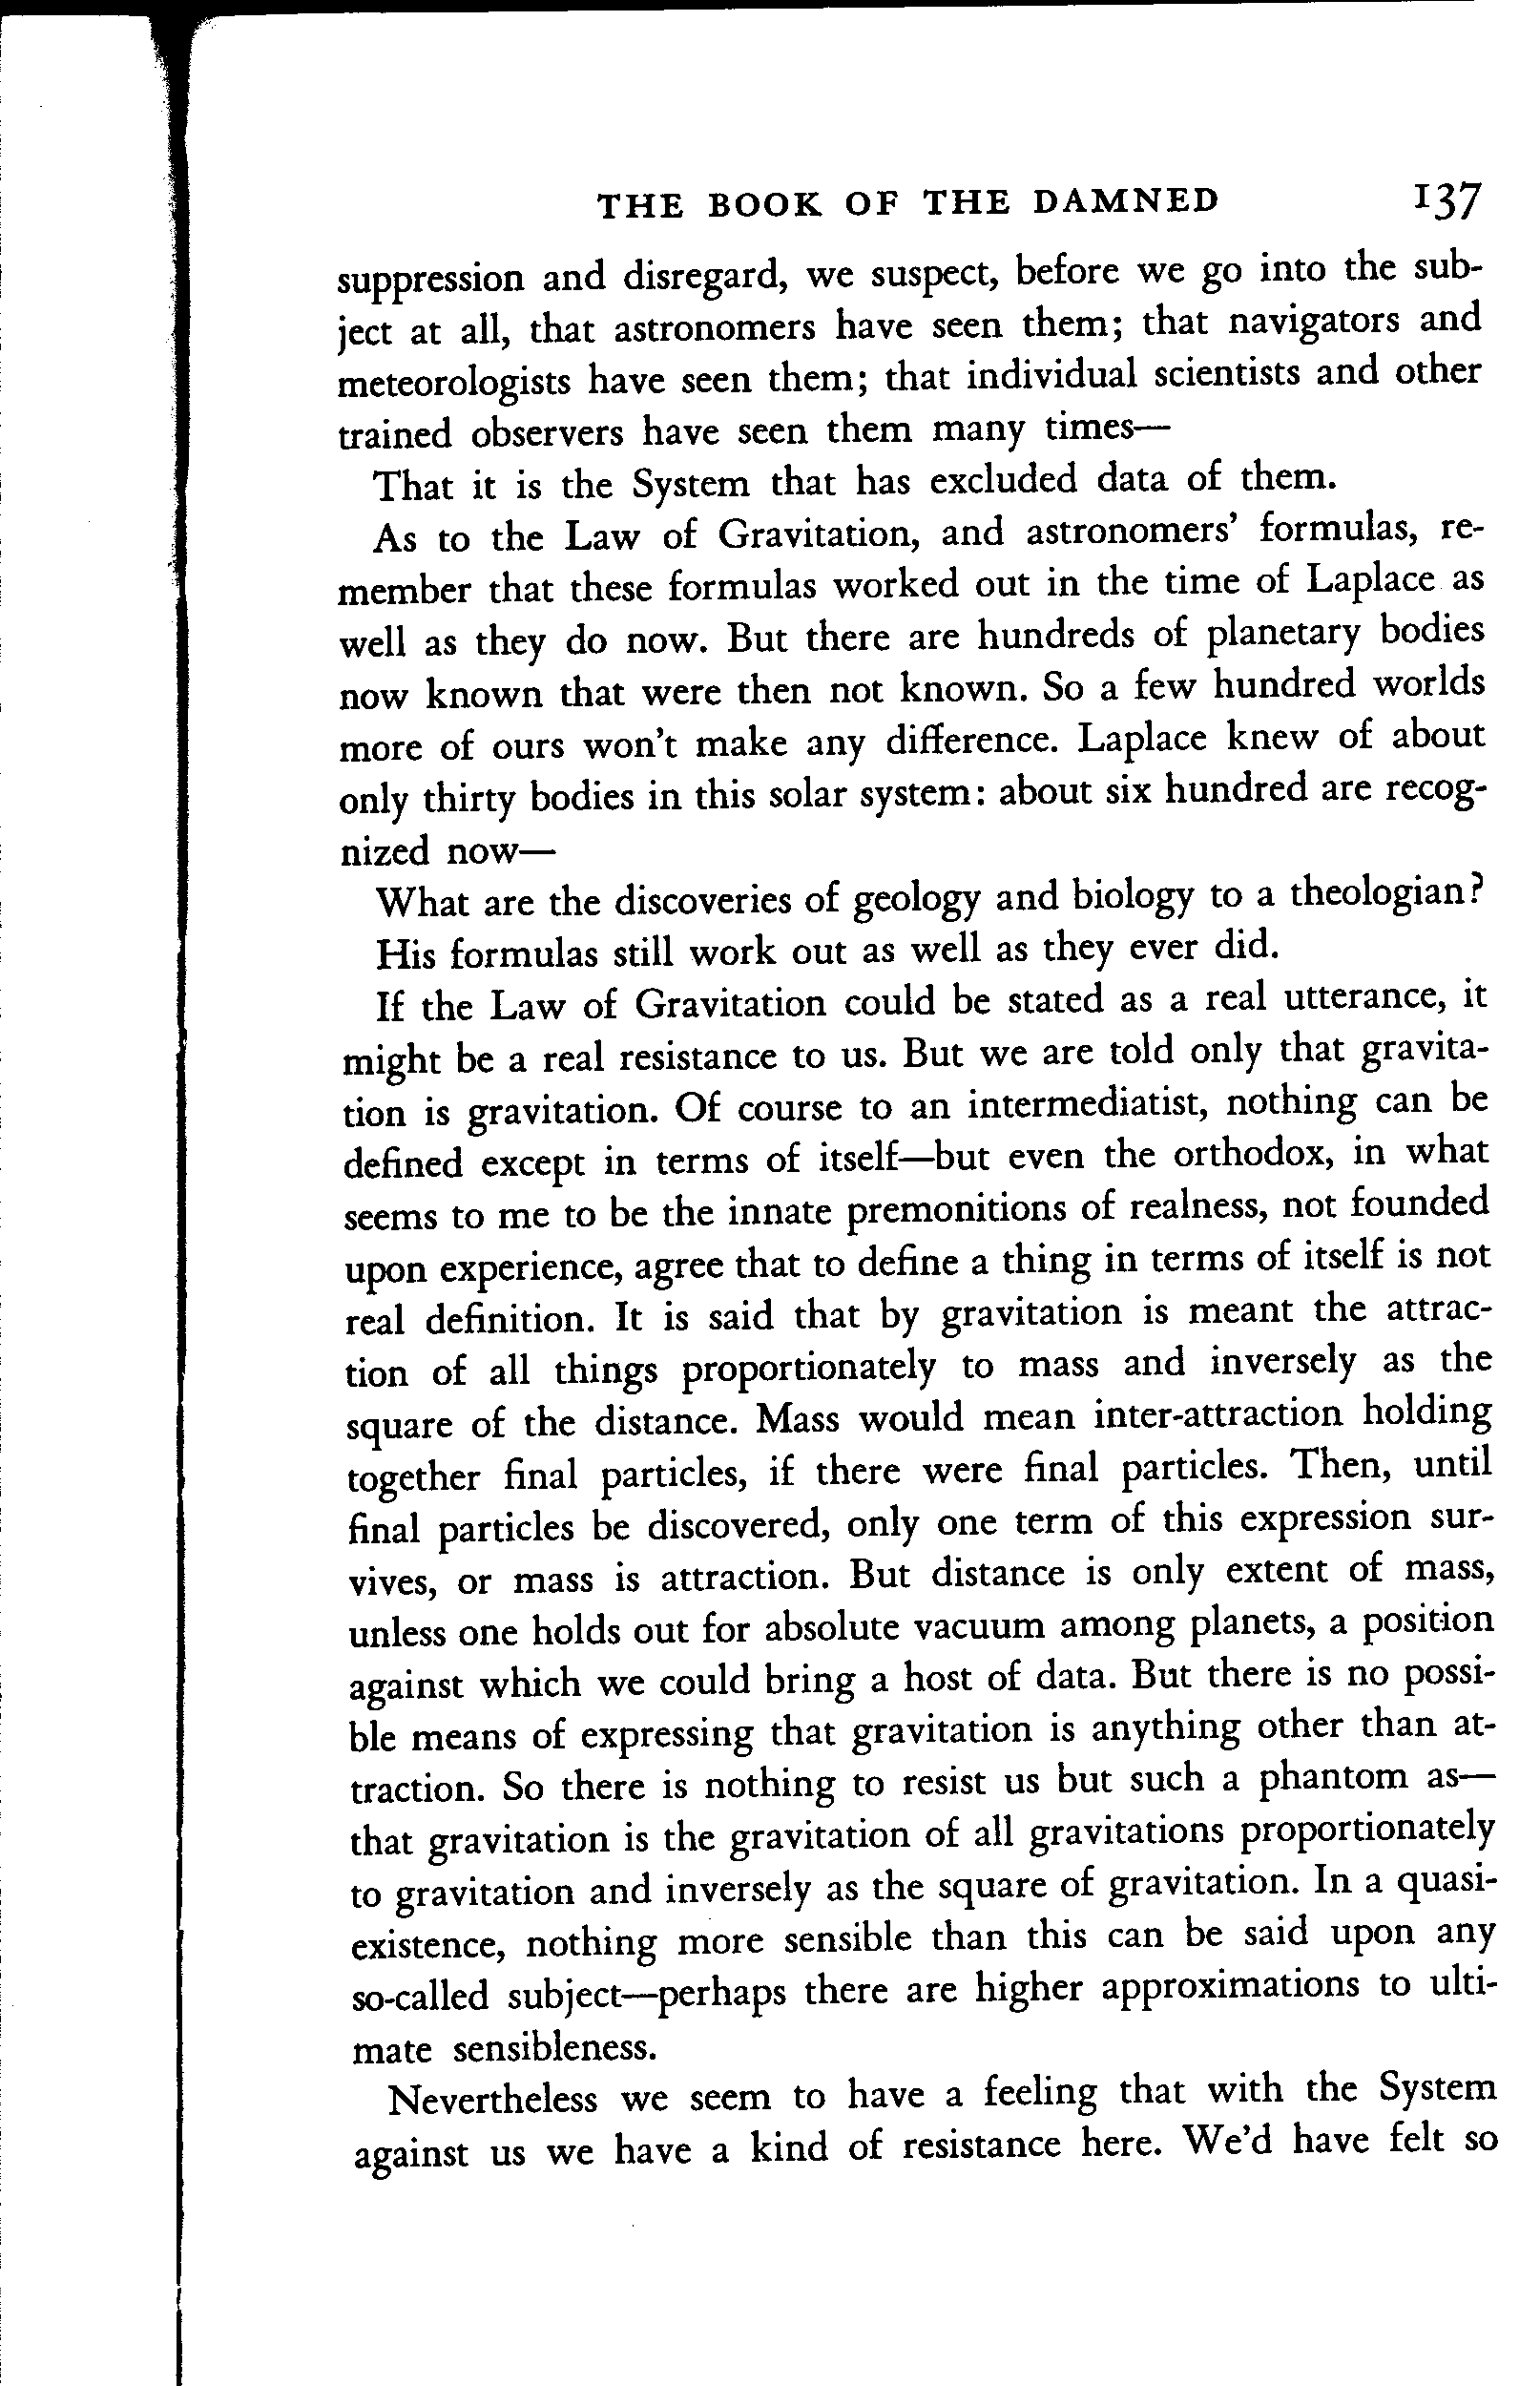 THE BOOK OF THE DAMNED 137
suppression and disregard, we suspect, before we go into the sub-
ject at all, that astronomers have seen them; that navigators and
meteorologists have seen them; that individual scientists and other
trained observers have seen them many times—
That it is the System that has excluded data of them.
As to the Law of Gravitation, and astronomers' formulas, re-
member that these formulas worked out in the time of Laplace as
well as they do now. But there are hundreds of planetary bodies
now known that were then not known. So a few hundred worlds
more of ours won't make any difference. Laplace knew of about
only thirty bodies in this solar system: about six hundred are recog-
nized now—
What are the discoveries of geology and biology to a theologian?
His formulas still work out as well as they ever did.
If the Law of Gravitation could be stated as a real utterance, it
might be a real resistance to us. But we are told only that gravita-
tion is gravitation. Of course to an intermediatist, nothing can be
defined except in terms of itself—but even the orthodox, in what
seems to me to be the innate premonitions of realness, not founded
upon experience, agree that to define a thing in terms of itself is not
real definition. It is said that by gravitation is meant the attrac-
tion of all things proportionately to mass and inversely as the
square of the distance. Mass would mean inter-attraction holding
together final particles, if there were final particles. Then, until
final particles be discovered, only one term of this expression sur-
vives, or mass is attraction. But distance is only extent of mass,
unless one holds out for absolute vacuum among planets, a position
against which we could bring a host of data. But there is no possi-
ble means of expressing that gravitation is anything other than at-
traction. So there is nothing to resist us but such a phantom as—
that gravitation is the gravitation of all gravitations proportionately
to gravitation and inversely as the square of gravitation. In a quasi-
existence, nothing more sensible than this can be said upon any
so-called subject—perhaps there are higher approximations to ulti-
mate sensibleness.
Nevertheless we seem to have a feeling that with the System
against us we have a kind of resistance here. We'd have felt so